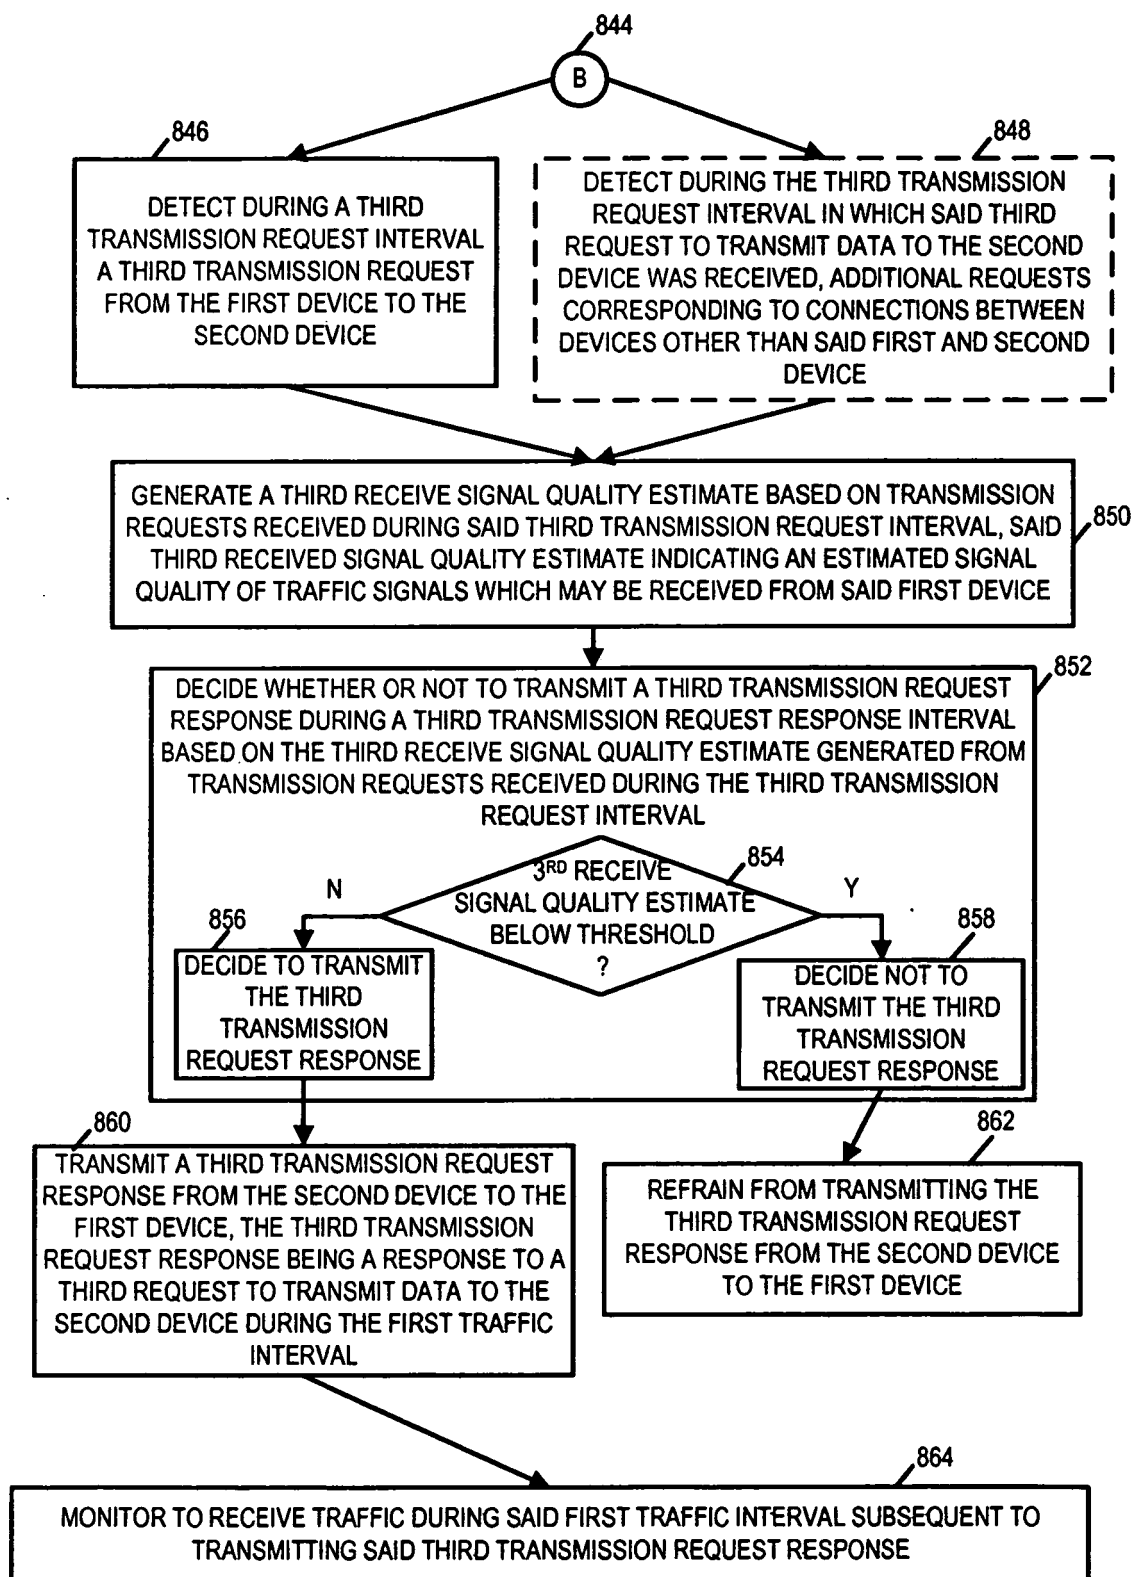 844
B
846
DETECT DURING A THIRD
TRANSMISSION REQUEST INTERVAL
A THIRD TRANSMISSION REQUEST
FROM THE FIRST DEVICE TO THE
SECOND DEVICE
848
DETECT DURING THE THIRD TRANSMISSION
REQUEST INTERVAL IN WHICH SAID THIRD
REQUEST TO TRANSMIT DATA TO THE SECOND
DEVICE WAS RECEIVED, ADDITIONAL REQUESTS
CORRESPONDING TO CONNECTIONS BETWEEN
DEVICES OTHER THAN SAID FIRST AND SECOND
DEVICE
GENERATE A THIRD RECEIVE SIGNAL QUALITY ESTIMATE BASED ON TRANSMISSION
REQUESTS RECEIVED DURING SAID THIRD TRANSMISSION REQUEST INTERVAL, SAID
THIRD RECEIVED SIGNAL QUALITY ESTIMATE INDICATING AN ESTIMATED SIGNAL
QUALITY OF TRAFFIC SIGNALS WHICH MAY BE RECEIVED FROM SAID FIRST DEVICE
850
852
DECIDE WHETHER OR NOT TO TRANSMIT A THIRD TRANSMISSION REQUEST
RESPONSE DURING A THIRD TRANSMISSION REQUEST RESPONSE INTERVAL
BASED ON THE THIRD RECEIVE SIGNAL QUALITY ESTIMATE GENERATED FROM
TRANSMISSION REQUESTS RECEIVED DURING THE THIRD TRANSMISSION
REQUEST INTERVAL
854
3RD RECEIVE
SIGNAL QUALITY ESTIMATE
BELOW THRESHOLD
?
N
Y
856
DECIDE TO TRANSMIT
THE THIRD
TRANSMISSION
REQUEST RESPONSE
858
DECIDE NOT TO
TRANSMIT THE THIRD
TRANSMISSION
REQUEST RESPONSE
860
TRANSMIT A THIRD TRANSMISSION REQUEST
RESPONSE FROM THE SECOND DEVICE TO THE
FIRST DEVICE, THE THIRD TRANSMISSION
REQUEST RESPONSE BEING A RESPONSE TO A
THIRD REQUEST TO TRANSMIT DATA TO THE
SECOND DEVICE DURING THE FIRST TRAFFIC
INTERVAL
862
REFRAIN FROM TRANSMITTING THE
THIRD TRANSMISSION REQUEST
RESPONSE FROM THE SECOND DEVICE
TO THE FIRST DEVICE
864
MONITOR TO RECEIVE TRAFFIC DURING SAID FIRST TRAFFIC INTERVAL SUBSEQUENT TO
TRANSMITTING SAID THIRD TRANSMISSION REQUEST RESPONSE